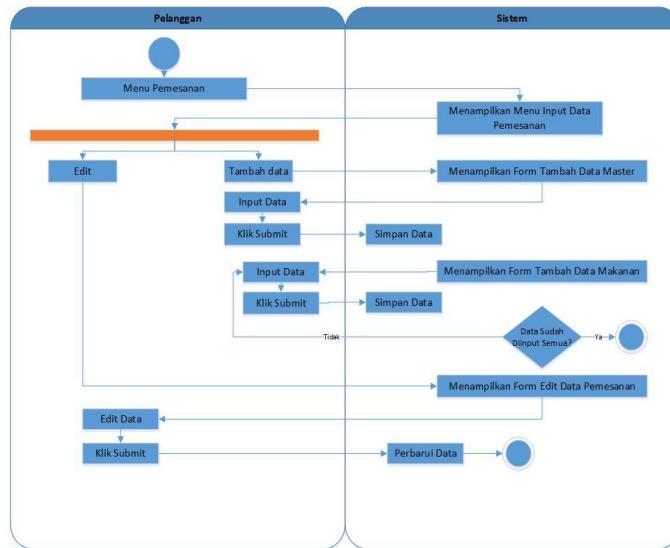 Pelanggan
Sistem
Menu Pemesanan
Menampilkan Menu Input Data
Pemesanan
Edit
Tambah data
Menampilkan Form Tambah Data Master
Input Data
Klik Submit
Simpan Data
Input Data
Menampilkan Form Tambah Data Makanan
Klik Submit
Simpan Data
Data Sudah
Diinput Semua?
Tidak
Ya
Menampilkan Form Edit Data Pemesanan
Edit Data
Klik Submit
Perbarui Data